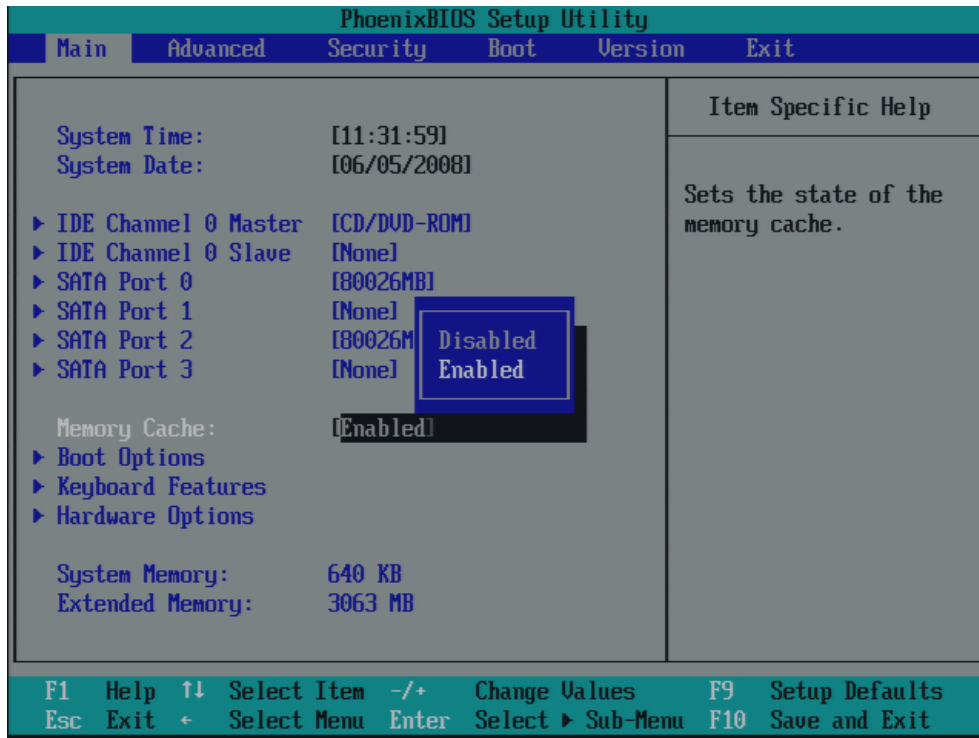 PhoenixBIOS Setup Utility
Main Advanced Security Boot Version Exit
Item Specific Help
System Time: [11:31:59]
System Date: [06/05/2008]
Sets the state of the
memory cache.
▶ IDE Channel 0 Master [CD/DVD-ROM]
▶ IDE Channel 0 Slave [None]
▶ SATA Port 0 [80026MB]
▶ SATA Port 1 [None]
▶ SATA Port 2 [80026M
▶ SATA Port 3 [None]
Disabled
Enabled
Memory Cache: [Enabled]
▶ Boot Options
▶ Keyboard Features
▶ Hardware Options
System Memory: 640 KB
Extended Memory: 3063 MB
F1 Help ↑↓ Select Item -/+ Change Values F9 Setup Defaults
Esc Exit ← Select Menu Enter Select ▶ Sub-Menu F10 Save and Exit